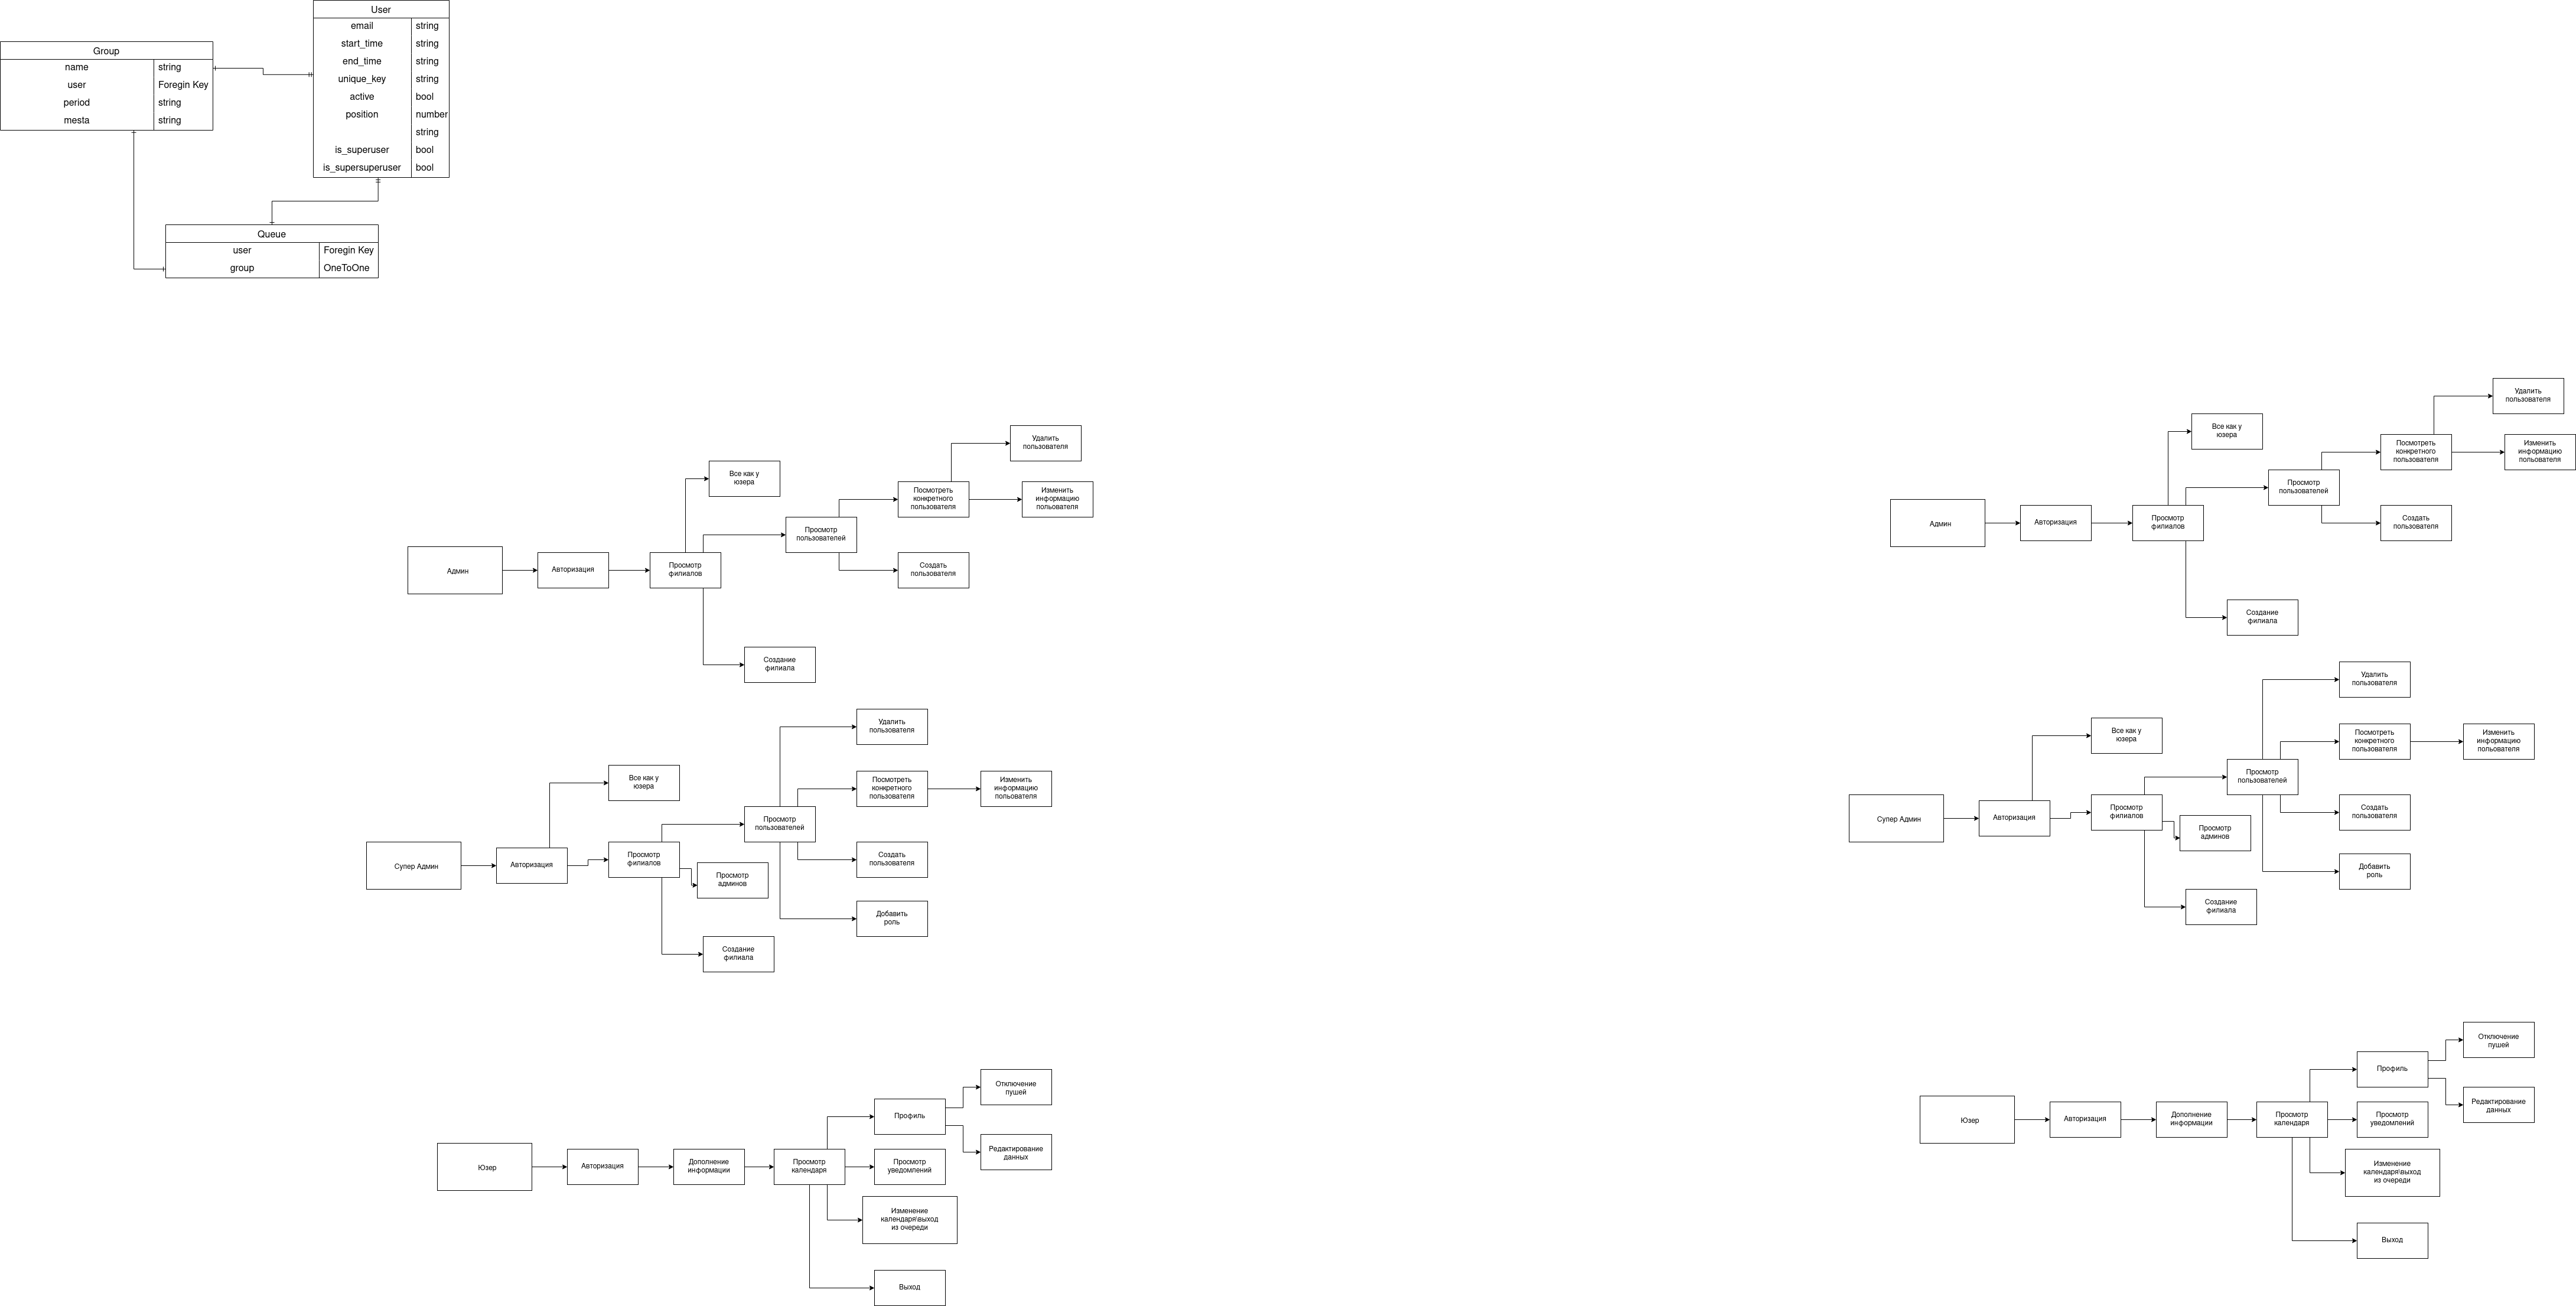 User
email string
start_time string
end_time string
unique_key string
active bool
position number
string
is_superuser bool
is_supersuperuser bool
Group
name string
user Foregin Key
period string
mesta string
Queue
user Foregin Key
group OneToOne
Удалить
пользователя
Все как у
юзера
Посмотреть
конкретного
пользователя
Изменить
информацию
польователя
Просмотр
пользователей
Админ
Авторизация
Просмотр
филиалов
Создать
пользователя
Создание
филиала
Удалить
пользователя
Все как у
юзера
Посмотреть
конкретного
пользователя
Изменить
информацию
польователя
Просмотр
пользователей
Супер Админ
Авторизация
Просмотр
филиалов
Просмотр
админов
Создать
пользователя
Добавить
роль
Создание
филиала
Отключение
пушей
Профиль
Редактирование
данных
Юзер
Авторизация
Дополнение
информации
Просмотр
календаря
Просмотр
уведомлений
Изменение
календаря\выход
из очереди
Выход
Удалить
пользователя
Все как у
юзера
Посмотреть
конкретного
пользователя
Изменить
информацию
польователя
Просмотр
пользователей
Админ
Авторизация
Просмотр
филиалов
Создать
пользователя
Создание
филиала
Удалить
пользователя
Все как у
юзера
Посмотреть
конкретного
пользователя
Изменить
информацию
польователя
Просмотр
пользователей
Супер Админ
Авторизация
Просмотр
филиалов
Просмотр
админов
Создать
пользователя
Добавить
роль
Создание
филиала
Отключение
пушей
Профиль
Редактирование
данных
Юзер
Авторизация
Дополнение
информации
Просмотр
календаря
Просмотр
уведомлений
Изменение
календаря\выход
из очереди
Выход